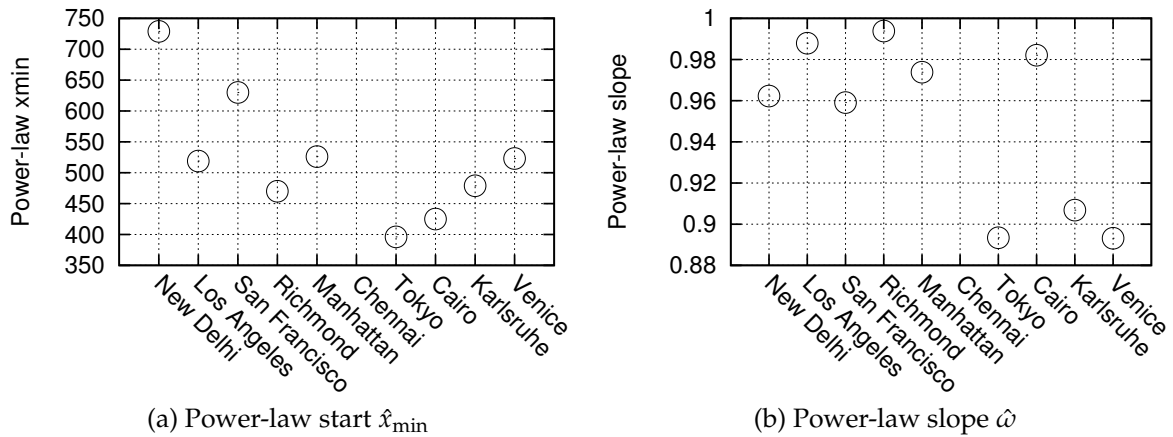 750
700
650
600
550
500
450
400
350
Power-law xmin
New Delhi
Los Angeles
San Francisco
Richmond
Manhattan
Chennai
Tokyo
Cairo
Karlsruhe
Venice
(a) Power-law start x̂min
1
0.98
0.96
0.94
0.92
0.9
0.88
Power-law slope
New Delhi
Los Angeles
San Francisco
Richmond
Manhattan
Chennai
Tokyo
Cairo
Karlsruhe
Venice
(b) Power-law slope ω̂